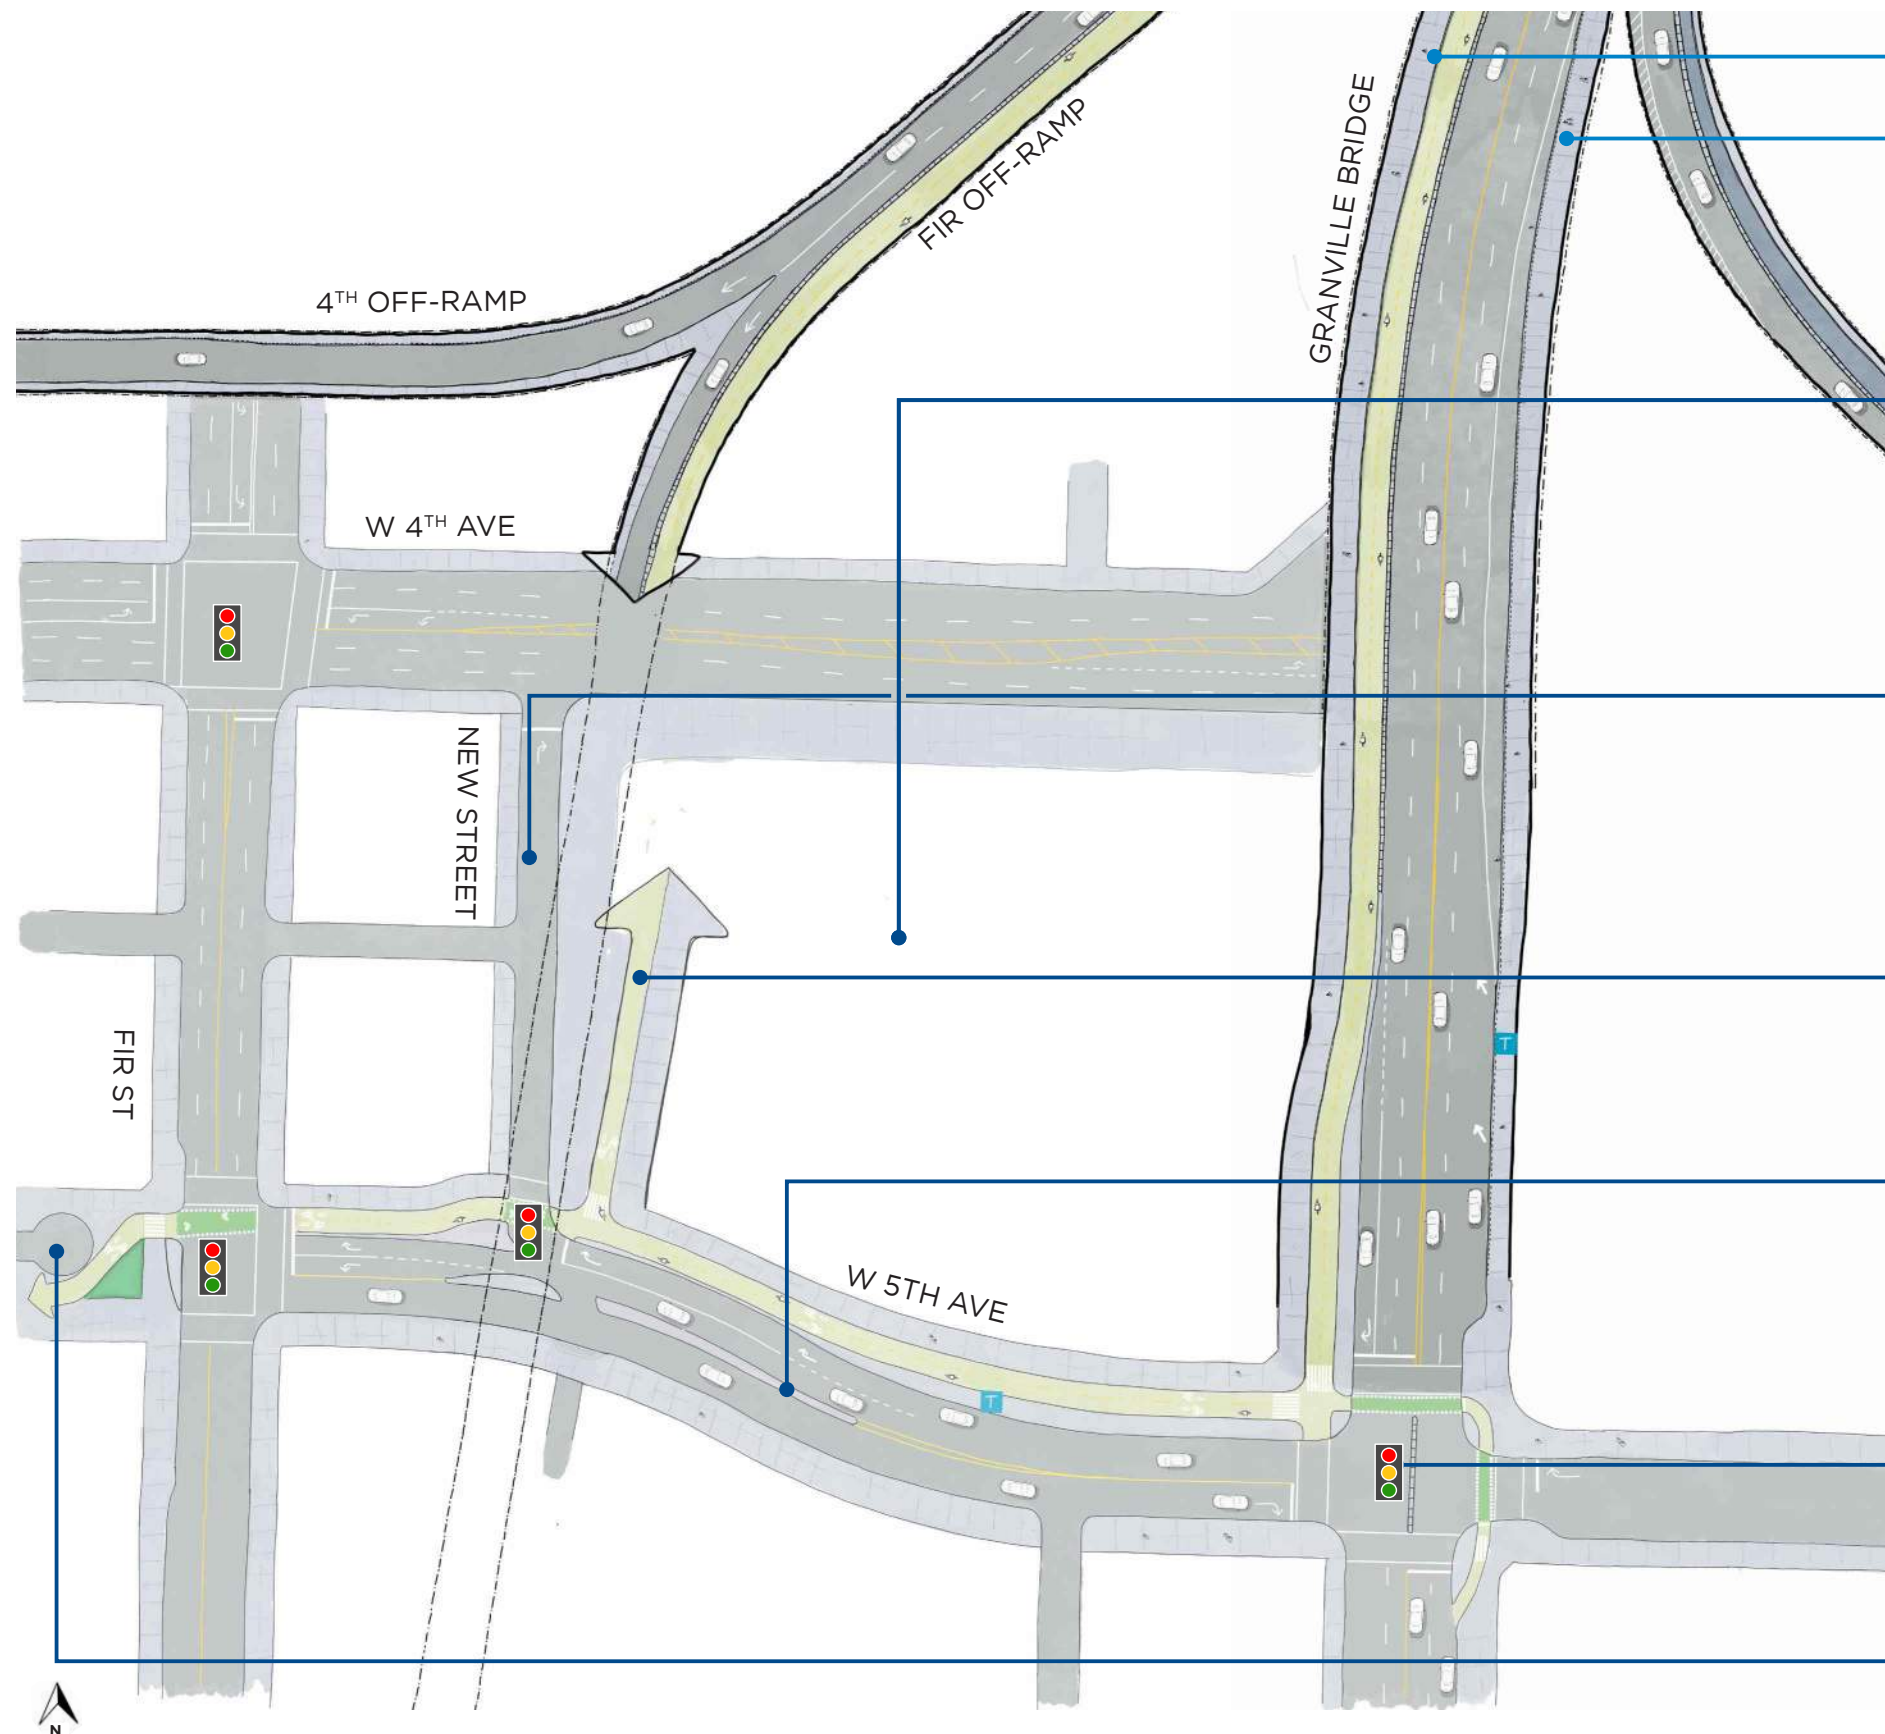 GRANVILLE BRIDGE
FIR OFF-RAMP
4TH OFF-RAMP
W 4TH AVE
NEW STREET
FIR ST
T
W 5TH AVE
T
N